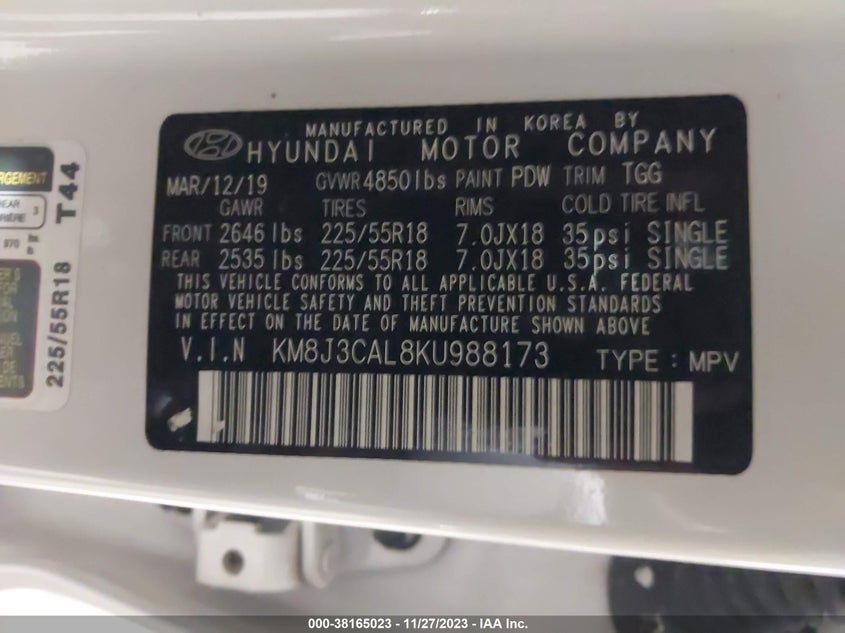 MANUFACTURED IN KOREA BY
HYUNDAI MOTOR COMPANY
MAR/12/19 GVWR 4850lbs PAINT PDW TRIM TGG
GAWR TIRES RIMS COLD TIRE INFL
FRONT 2646 lbs 225/55R18 7.0JX18 35psi SINGLE
REAR 2535 lbs 225/55R18 7.0JX18 35psi SINGLE
THIS VEHICLE CONFORMS TO ALL APPLICABLE U.S.A. FEDERAL
MOTOR VEHICLE SAFETY AND THEFT PREVENTION STANDARDS
IN EFFECT ON THE DATE OF MANUFACTURE SHOWN ABOVE
V.I.N KM8J3CAL8KU988173 TYPE : MPV
3
970
225/55R18 T44
000-38165023 - 11/27/2023 - IAA Inc.